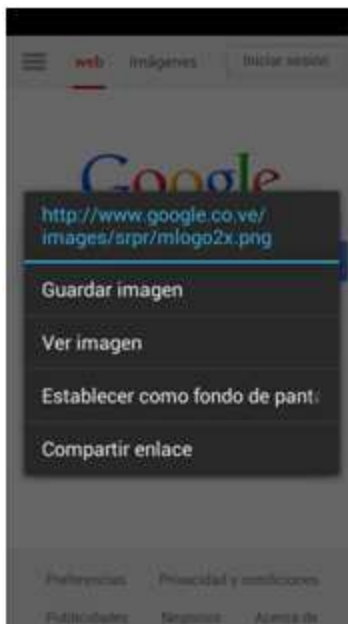 web Imágenes Iniciar sesión
Google
http://www.google.co.ve/
images/srpr/mlogo2x.png
Guardar imagen
Ver imagen
Establecer como fondo de pant
Compartir enlace
Preferencias Privacidad y condiciones
Publicidades Negocios Acerca de